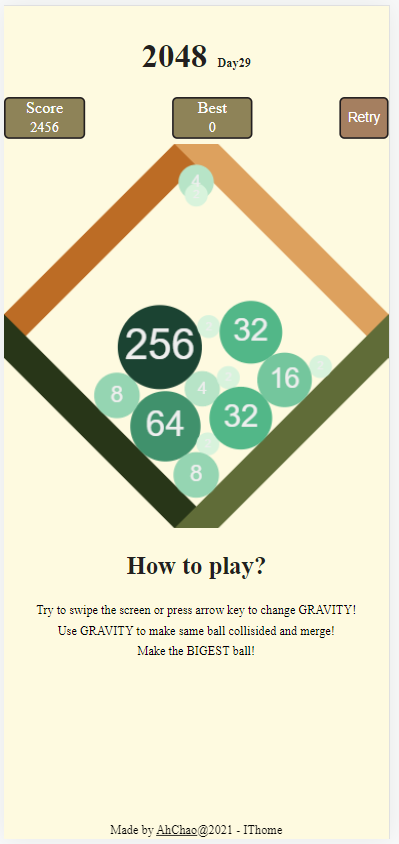 2048 Day29
Score
2456
Best
0
Retry
4
256
32
8
4
16
64
32
8
How to play?
Try to swipe the screen or press arrow key to change GRAVITY!
Use GRAVITY to make same ball collisided and merge!
Make the BIGEST ball!
Made by AhChao@2021 - IThome